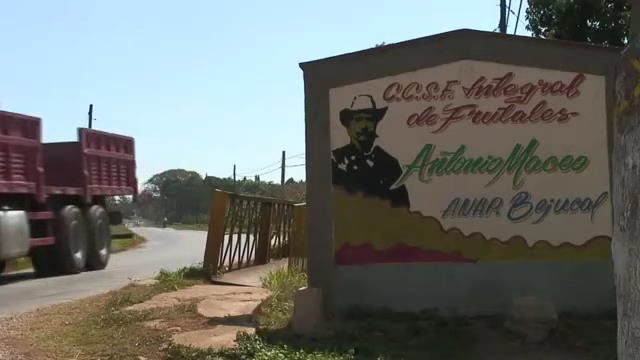 C.C.S.F. Integral
de Frutales-
Antonio Maceo
ANAP. Bejucal